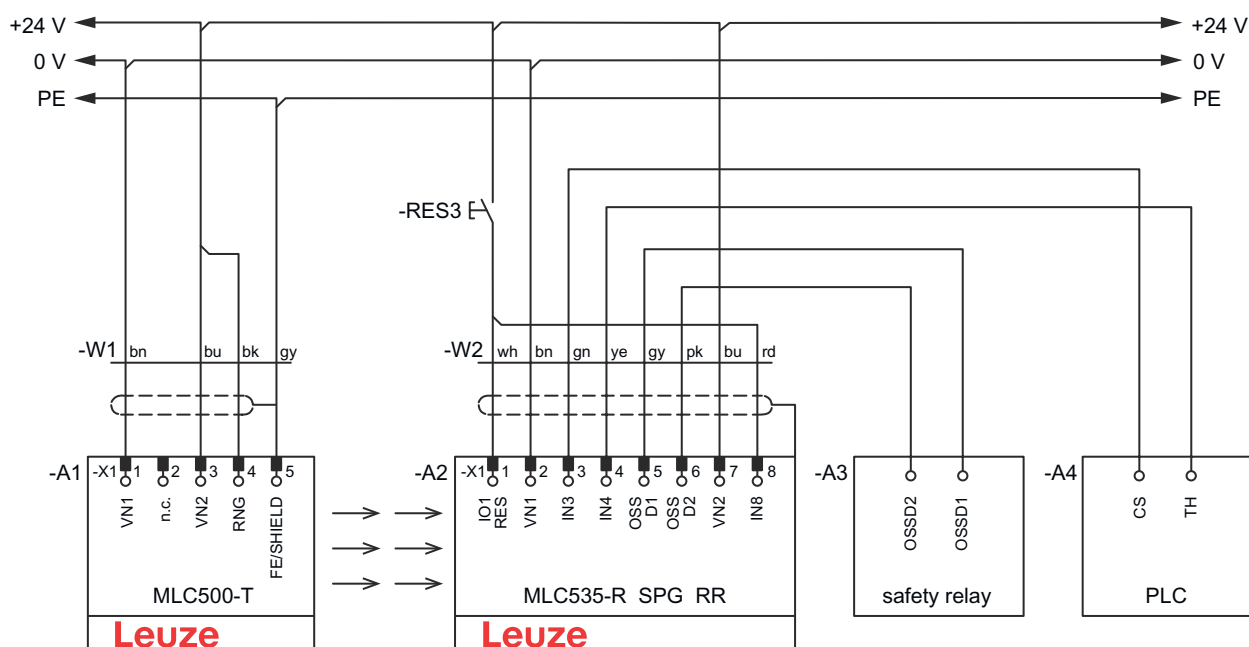 +24 V +24 V
0 V 0 V
PE PE
-RES3
-W1 bn bu bk gy -W2 wh bn gn ye gy pk bu rd
-A1 -X1 1 2 3 4 5 -A2 -X1 1 2 3 4 5 6 7 8 -A3 -A4
VN1
n.c.
VN2
RNG
FE/SHIELD
IO1
RES
VN1
IN3
IN4
OSS
D1
OSS
D2
VN2
IN8
OSSD2
OSSD1
CS
TH
MLC500-T MLC535-R SPG RR safety relay PLC
Leuze Leuze